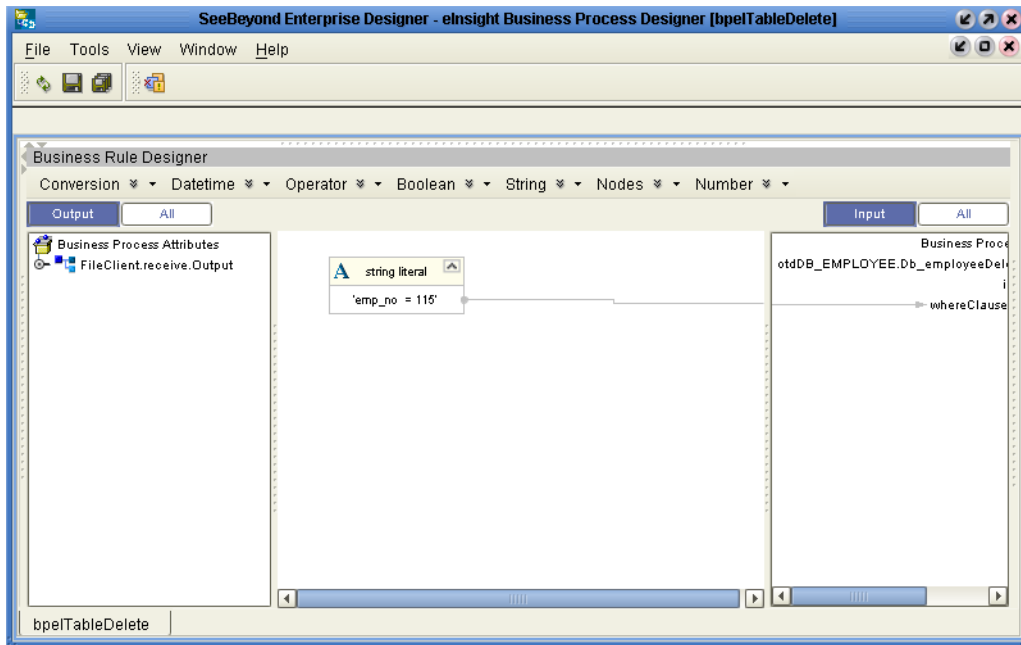 SeeBeyond Enterprise Designer - eInsight Business Process Designer [bpelTableDelete]
File Tools View Window Help
Business Rule Designer
Conversion Datetime Operator Boolean String Nodes Number
Output All Input All
Business Process Attributes
FileClient.receive.Output
A string literal
'emp_no = 115'
Business Proce
otdDB_EMPLOYEE.Db_employeeDel
i
whereClause
bpelTableDelete